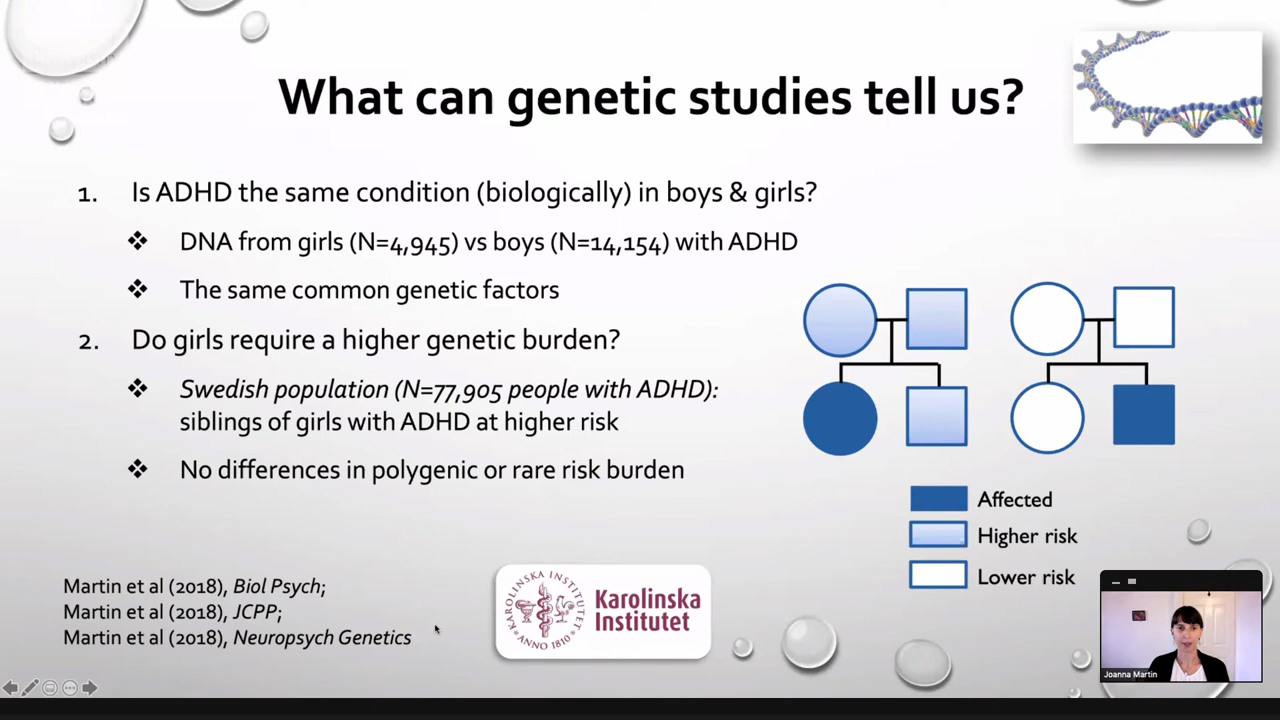 What can genetic studies tell us?
1. Is ADHD the same condition (biologically) in boys & girls?
❖ DNA from girls (N=4,945) vs boys (N=14,154) with ADHD
❖ The same common genetic factors
2. Do girls require a higher genetic burden?
❖ Swedish population (N=77,905 people with ADHD):
siblings of girls with ADHD at higher risk
❖ No differences in polygenic or rare risk burden
Affected
Higher risk
Lower risk
Martin et al (2018), Biol Psych;
Martin et al (2018), JCPP;
Martin et al (2018), Neuropsych Genetics
KAROLINSKA INSTITUTET
ANNO 1810
Karolinska
Institutet
Joanna Martin